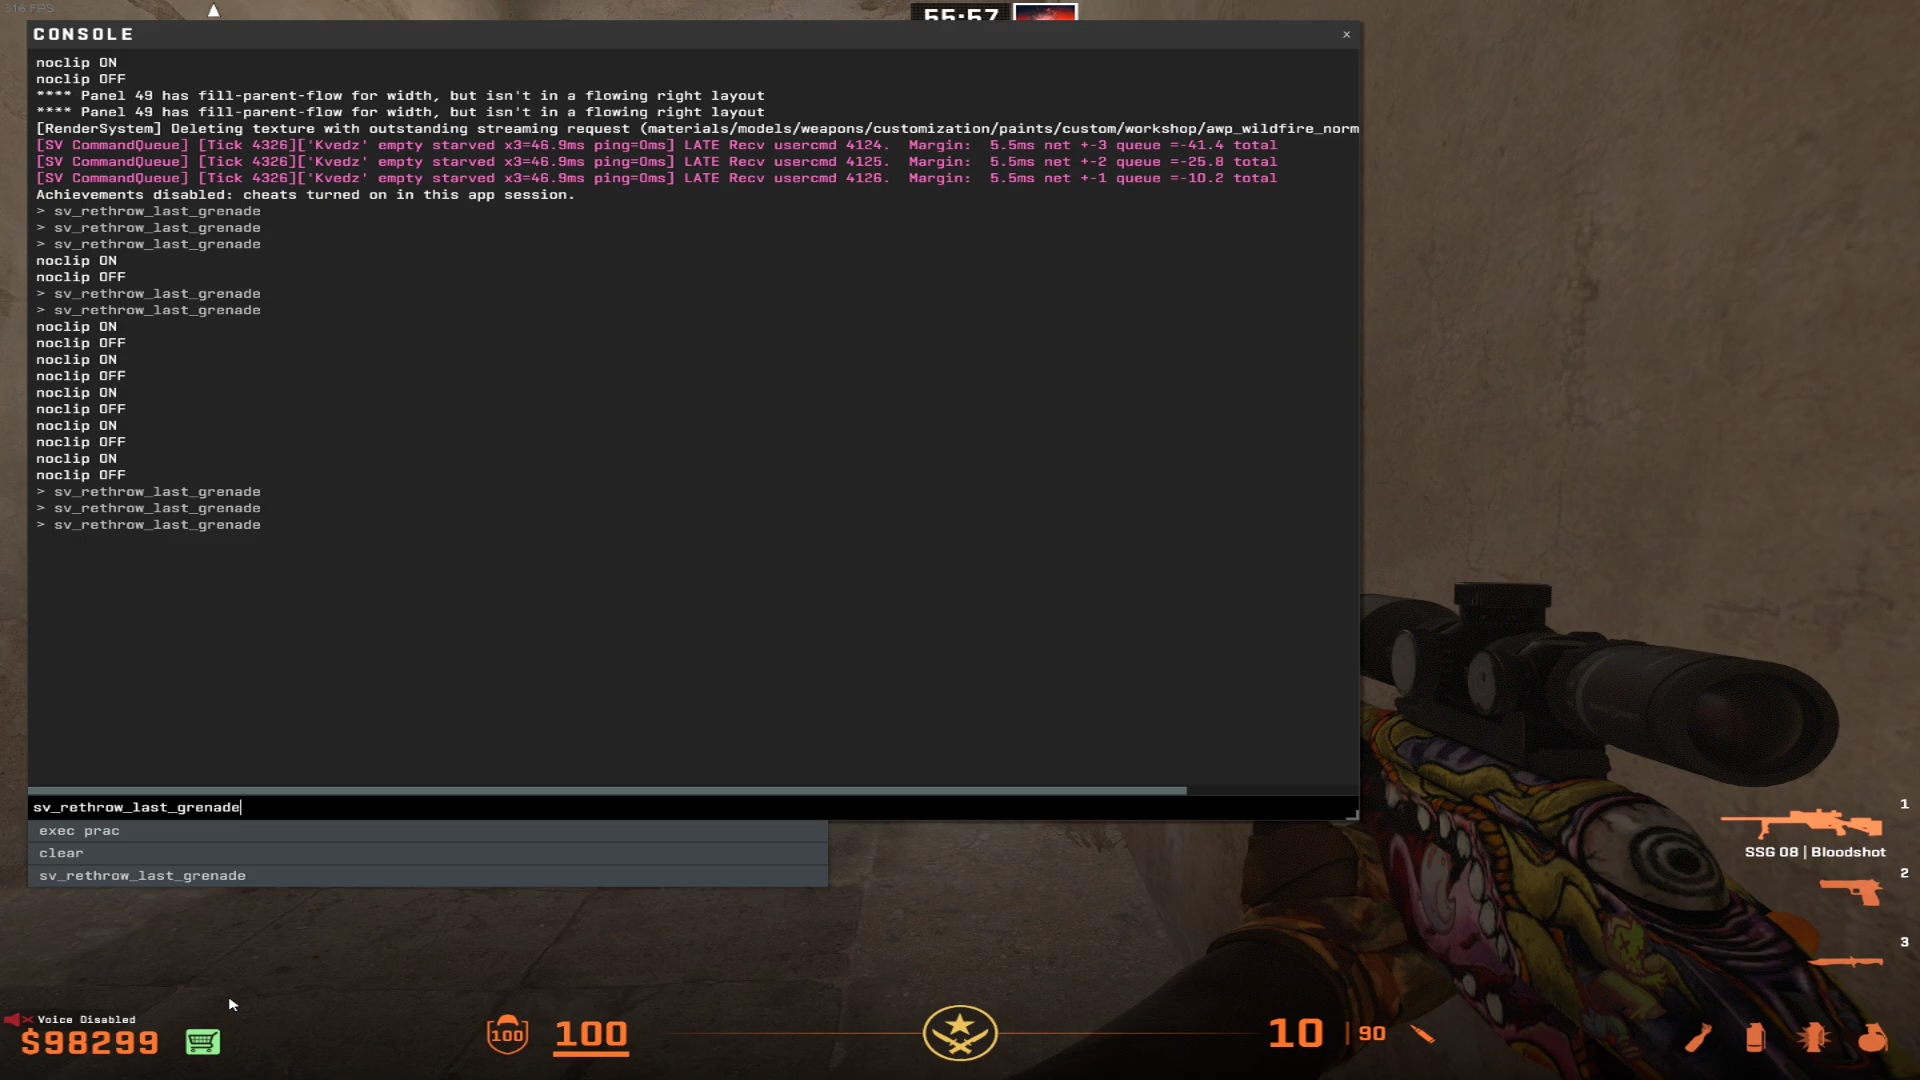 316 FPS
55:57
CONSOLE
noclip ON
noclip OFF
**** Panel 49 has fill-parent-flow for width, but isn't in a flowing right layout
**** Panel 49 has fill-parent-flow for width, but isn't in a flowing right layout
[RenderSystem] Deleting texture with outstanding streaming request (materials/models/weapons/customization/paints/custom/workshop/awp_wildfire_norm
[SV CommandQueue] [Tick 4326]['Kvedz' empty starved x3=46.9ms ping=0ms] LATE Recv usercmd 4124.  Margin:  5.5ms net +-3 queue =-41.4 total
[SV CommandQueue] [Tick 4326]['Kvedz' empty starved x3=46.9ms ping=0ms] LATE Recv usercmd 4125.  Margin:  5.5ms net +-2 queue =-25.8 total
[SV CommandQueue] [Tick 4326]['Kvedz' empty starved x3=46.9ms ping=0ms] LATE Recv usercmd 4126.  Margin:  5.5ms net +-1 queue =-10.2 total
Achievements disabled: cheats turned on in this app session.
> sv_rethrow_last_grenade
> sv_rethrow_last_grenade
> sv_rethrow_last_grenade
noclip ON
noclip OFF
> sv_rethrow_last_grenade
> sv_rethrow_last_grenade
noclip ON
noclip OFF
noclip ON
noclip OFF
noclip ON
noclip OFF
noclip ON
noclip OFF
noclip ON
noclip OFF
> sv_rethrow_last_grenade
> sv_rethrow_last_grenade
> sv_rethrow_last_grenade
sv_rethrow_last_grenade
exec prac
clear
sv_rethrow_last_grenade
1
SSG 08 | Bloodshot
2
3
Voice Disabled
$98299
100
100
10 | 90